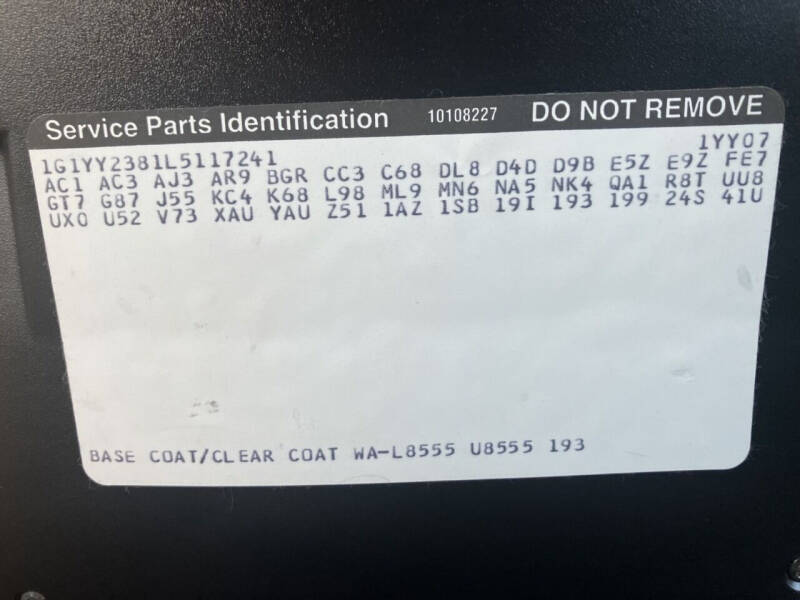 Service Parts Identification 10108227 DO NOT REMOVE
1G1YY2381L5117241 1YY07
AC1 AC3 AJ3 AR9 BGR CC3 C68 DL8 D4D D9B E5Z E9Z FE7
GT7 G87 J55 KC4 K68 L98 ML9 MN6 NA5 NK4 QA1 R8T UU8
UX0 U52 V73 XAU YAU Z51 1AZ 1SB 19I 193 199 24S 41U
BASE COAT/CLEAR COAT WA-L8555 U8555 193